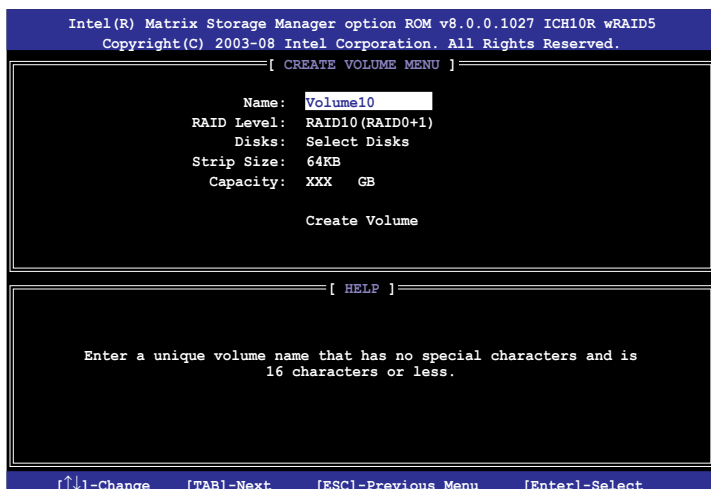 Intel(R) Matrix Storage Manager option ROM v8.0.0.1027 ICH10R wRAID5
Copyright(C) 2003-08 Intel Corporation. All Rights Reserved.
[ CREATE VOLUME MENU ]
Name: Volume10
RAID Level: RAID10(RAID0+1)
Disks: Select Disks
Strip Size: 64KB
Capacity: XXX GB
Create Volume
[ HELP ]
Enter a unique volume name that has no special characters and is
16 characters or less.
[↑↓]-Change [TAB]-Next [ESC]-Previous Menu [Enter]-Select